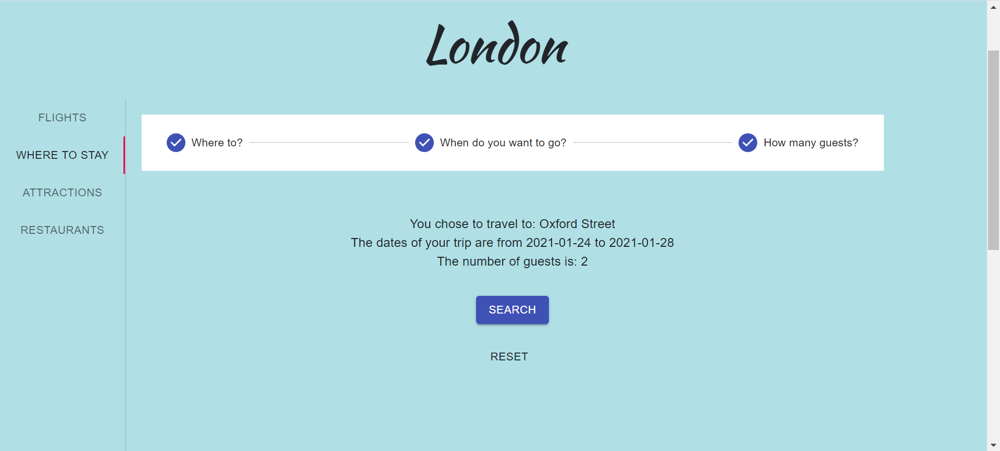 London
FLIGHTS
WHERE TO STAY
ATTRACTIONS
RESTAURANTS
Where to?
When do you want to go?
How many guests?
You chose to travel to: Oxford Street
The dates of your trip are from 2021-01-24 to 2021-01-28
The number of guests is: 2
SEARCH
RESET